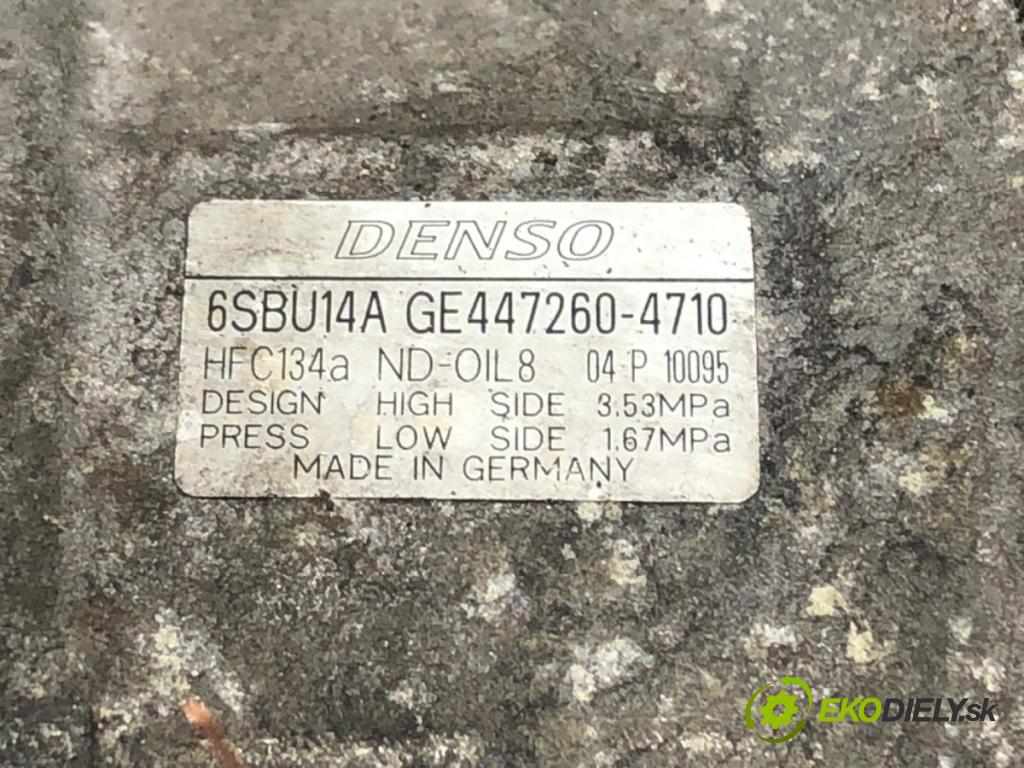 DENSO
6SBU14A GE447260-4710
HFC134a ND-OIL8 04 P 10095
DESIGN HIGH SIDE 3.53MPa
PRESS LOW SIDE 1.67MPa
MADE IN GERMANY
EKODIELY.sk